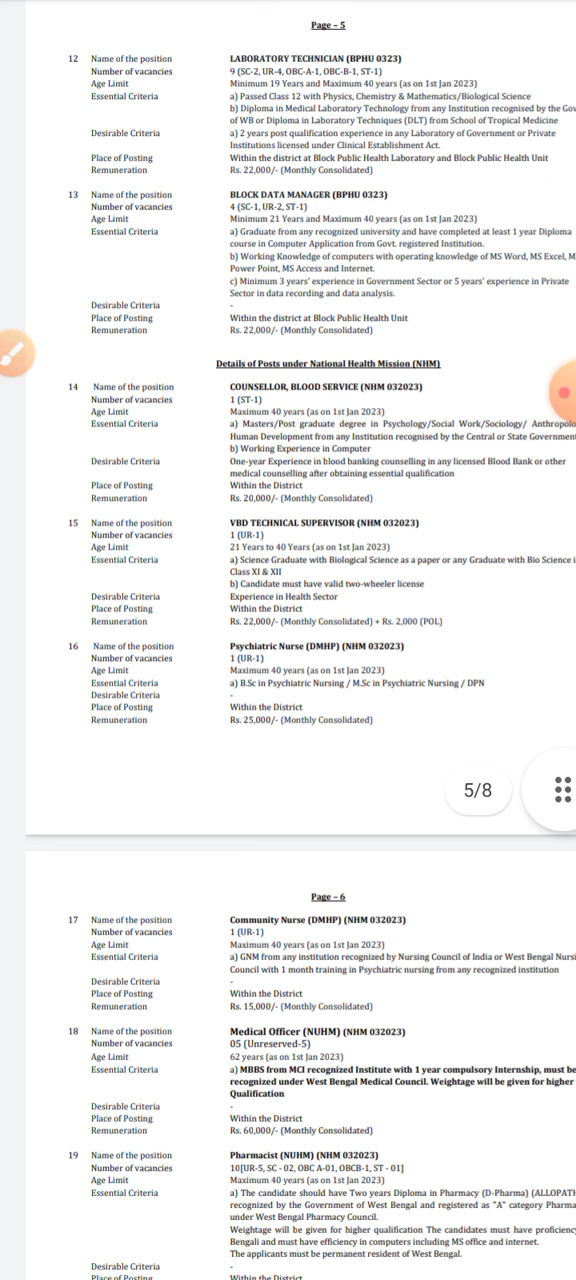 Page – 5
12 Name of the position LABORATORY TECHNICIAN (BPHU 0323)
Number of vacancies 9 (SC-2, UR-4, OBC-A-1, OBC-B-1, ST-1)
Age Limit Minimum 19 Years and Maximum 40 years (as on 1st Jan 2023)
Essential Criteria a) Passed Class 12 with Physics, Chemistry & Mathematics/Biological Science
b) Diploma in Medical Laboratory Technology from any Institution recognised by the Gov
of WB or Diploma in Laboratory Techniques (DLT) from School of Tropical Medicine
Desirable Criteria a) 2 years post qualification experience in any Laboratory of Government or Private
Institutions licensed under Clinical Establishment Act.
Place of Posting Within the district at Block Public Health Laboratory and Block Public Health Unit
Remuneration Rs. 22,000/- (Monthly Consolidated)
13 Name of the position BLOCK DATA MANAGER (BPHU 0323)
Number of vacancies 4 (SC-1, UR-2, ST-1)
Age Limit Minimum 21 Years and Maximum 40 years (as on 1st Jan 2023)
Essential Criteria a) Graduate from any recognized university and have completed at least 1 year Diploma
course in Computer Application from Govt. registered Institution.
b) Working Knowledge of computers with operating knowledge of MS Word, MS Excel, M
Power Point, MS Access and Internet.
c) Minimum 3 years' experience in Government Sector or 5 years' experience in Private
Sector in data recording and data analysis.
Desirable Criteria -
Place of Posting Within the district at Block Public Health Unit
Remuneration Rs. 22,000/- (Monthly Consolidated)
Details of Posts under National Health Mission (NHM)
14 Name of the position COUNSELLOR, BLOOD SERVICE (NHM 032023)
Number of vacancies 1 (ST-1)
Age Limit Maximum 40 years (as on 1st Jan 2023)
Essential Criteria a) Masters/Post graduate degree in Psychology/Social Work/Sociology/ Anthropolo
Human Development from any Institution recognised by the Central or State Government
b) Working Experience in Computer
Desirable Criteria One-year Experience in blood banking counselling in any licensed Blood Bank or other
medical counselling after obtaining essential qualification
Place of Posting Within the District
Remuneration Rs. 20,000/- (Monthly Consolidated)
15 Name of the position VBD TECHNICAL SUPERVISOR (NHM 032023)
Number of vacancies 1 (UR-1)
Age Limit 21 Years to 40 Years (as on 1st Jan 2023)
Essential Criteria a) Science Graduate with Biological Science as a paper or any Graduate with Bio Science i
Class XI & XII
b) Candidate must have valid two-wheeler license
Desirable Criteria Experience in Health Sector
Place of Posting Within the District
Remuneration Rs. 22,000/- (Monthly Consolidated) + Rs. 2,000 (POL)
16 Name of the position Psychiatric Nurse (DMHP) (NHM 032023)
Number of vacancies 1 (UR-1)
Age Limit Maximum 40 years (as on 1st Jan 2023)
Essential Criteria a) B.Sc in Psychiatric Nursing / M.Sc in Psychiatric Nursing / DPN
Desirable Criteria -
Place of Posting Within the District
Remuneration Rs. 25,000/- (Monthly Consolidated)
5/8
Page – 6
17 Name of the position Community Nurse (DMHP) (NHM 032023)
Number of vacancies 1 (UR-1)
Age Limit Maximum 40 years (as on 1st Jan 2023)
Essential Criteria a) GNM from any institution recognized by Nursing Council of India or West Bengal Nursi
Council with 1 month training in Psychiatric nursing from any recognized institution
Desirable Criteria -
Place of Posting Within the District
Remuneration Rs. 15,000/- (Monthly Consolidated)
18 Name of the position Medical Officer (NUHM) (NHM 032023)
Number of vacancies 05 (Unreserved-5)
Age Limit 62 years (as on 1st Jan 2023)
Essential Criteria a) MBBS from MCI recognized Institute with 1 year compulsory Internship, must be
recognized under West Bengal Medical Council. Weightage will be given for higher
Qualification
Desirable Criteria -
Place of Posting Within the District
Remuneration Rs. 60,000/- (Monthly Consolidated)
19 Name of the position Pharmacist (NUHM) (NHM 032023)
Number of vacancies 10[UR-5, SC - 02, OBC A-01, OBCB-1, ST - 01]
Age Limit Maximum 40 years (as on 1st Jan 2023)
Essential Criteria a) The candidate should have Two years Diploma in Pharmacy (D-Pharma) (ALLOPATH
recognized by the Government of West Bengal and registered as "A" category Pharma
under West Bengal Pharmacy Council.
Weightage will be given for higher qualification The candidates must have proficiency
Bengali and must have efficiency in computers including MS office and internet.
The applicants must be permanent resident of West Bengal.
Desirable Criteria -
Place of Posting Within the District